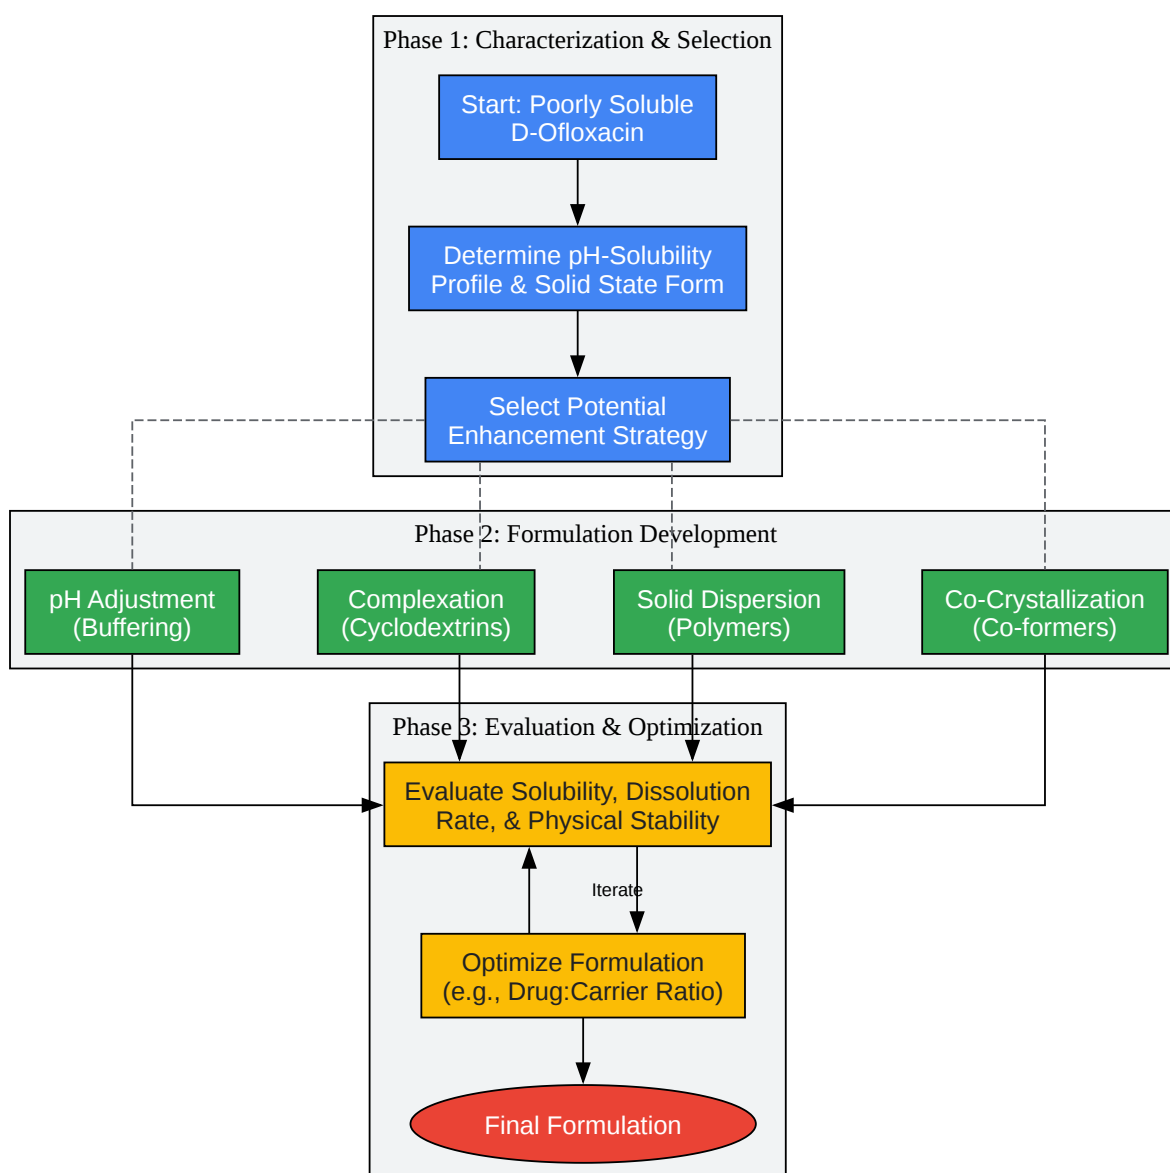 Phase 1: Characterization & Selection
Start: Poorly Soluble
D-Ofloxacin
Determine pH-Solubility
Profile & Solid State Form
Select Potential
Enhancement Strategy
Phase 2: Formulation Development
pH Adjustment
(Buffering)
Complexation
(Cyclodextrins)
Solid Dispersion
(Polymers)
Co-Crystallization
(Co-formers)
Phase 3: Evaluation & Optimization
Evaluate Solubility, Dissolution
Rate, & Physical Stability
Iterate
Optimize Formulation
(e.g., Drug:Carrier Ratio)
Final Formulation